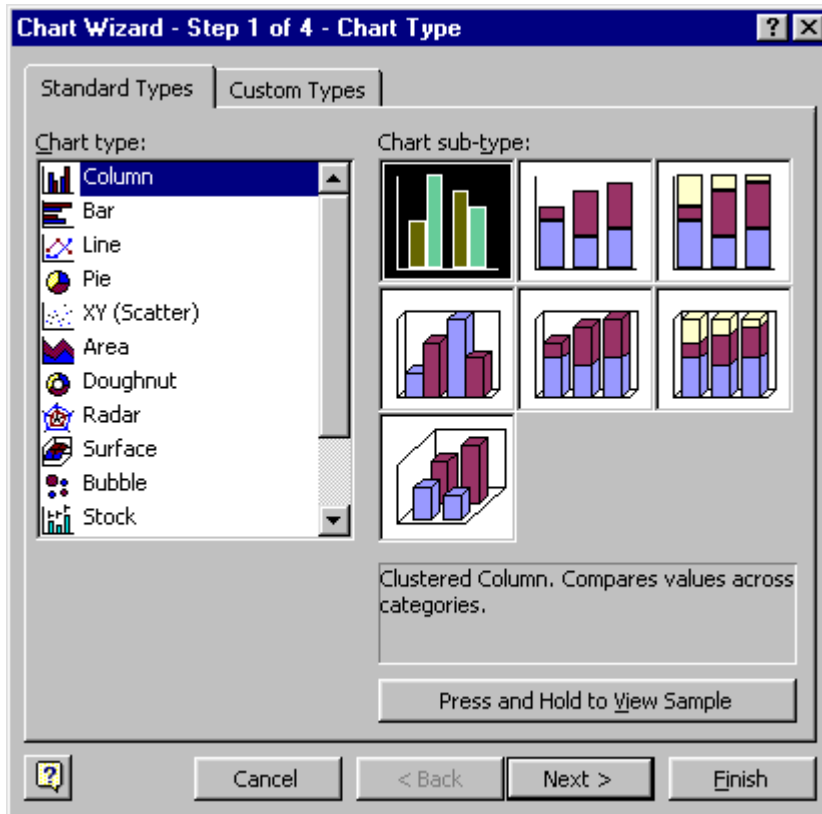 Chart Wizard - Step 1 of 4 - Chart Type
Standard Types
Custom Types
Chart type:
Column
Bar
Line
Pie
XY (Scatter)
Area
Doughnut
Radar
Surface
Bubble
Stock
Chart sub-type:
Clustered Column. Compares values across
categories.
Press and Hold to View Sample
Cancel
< Back
Next >
Finish